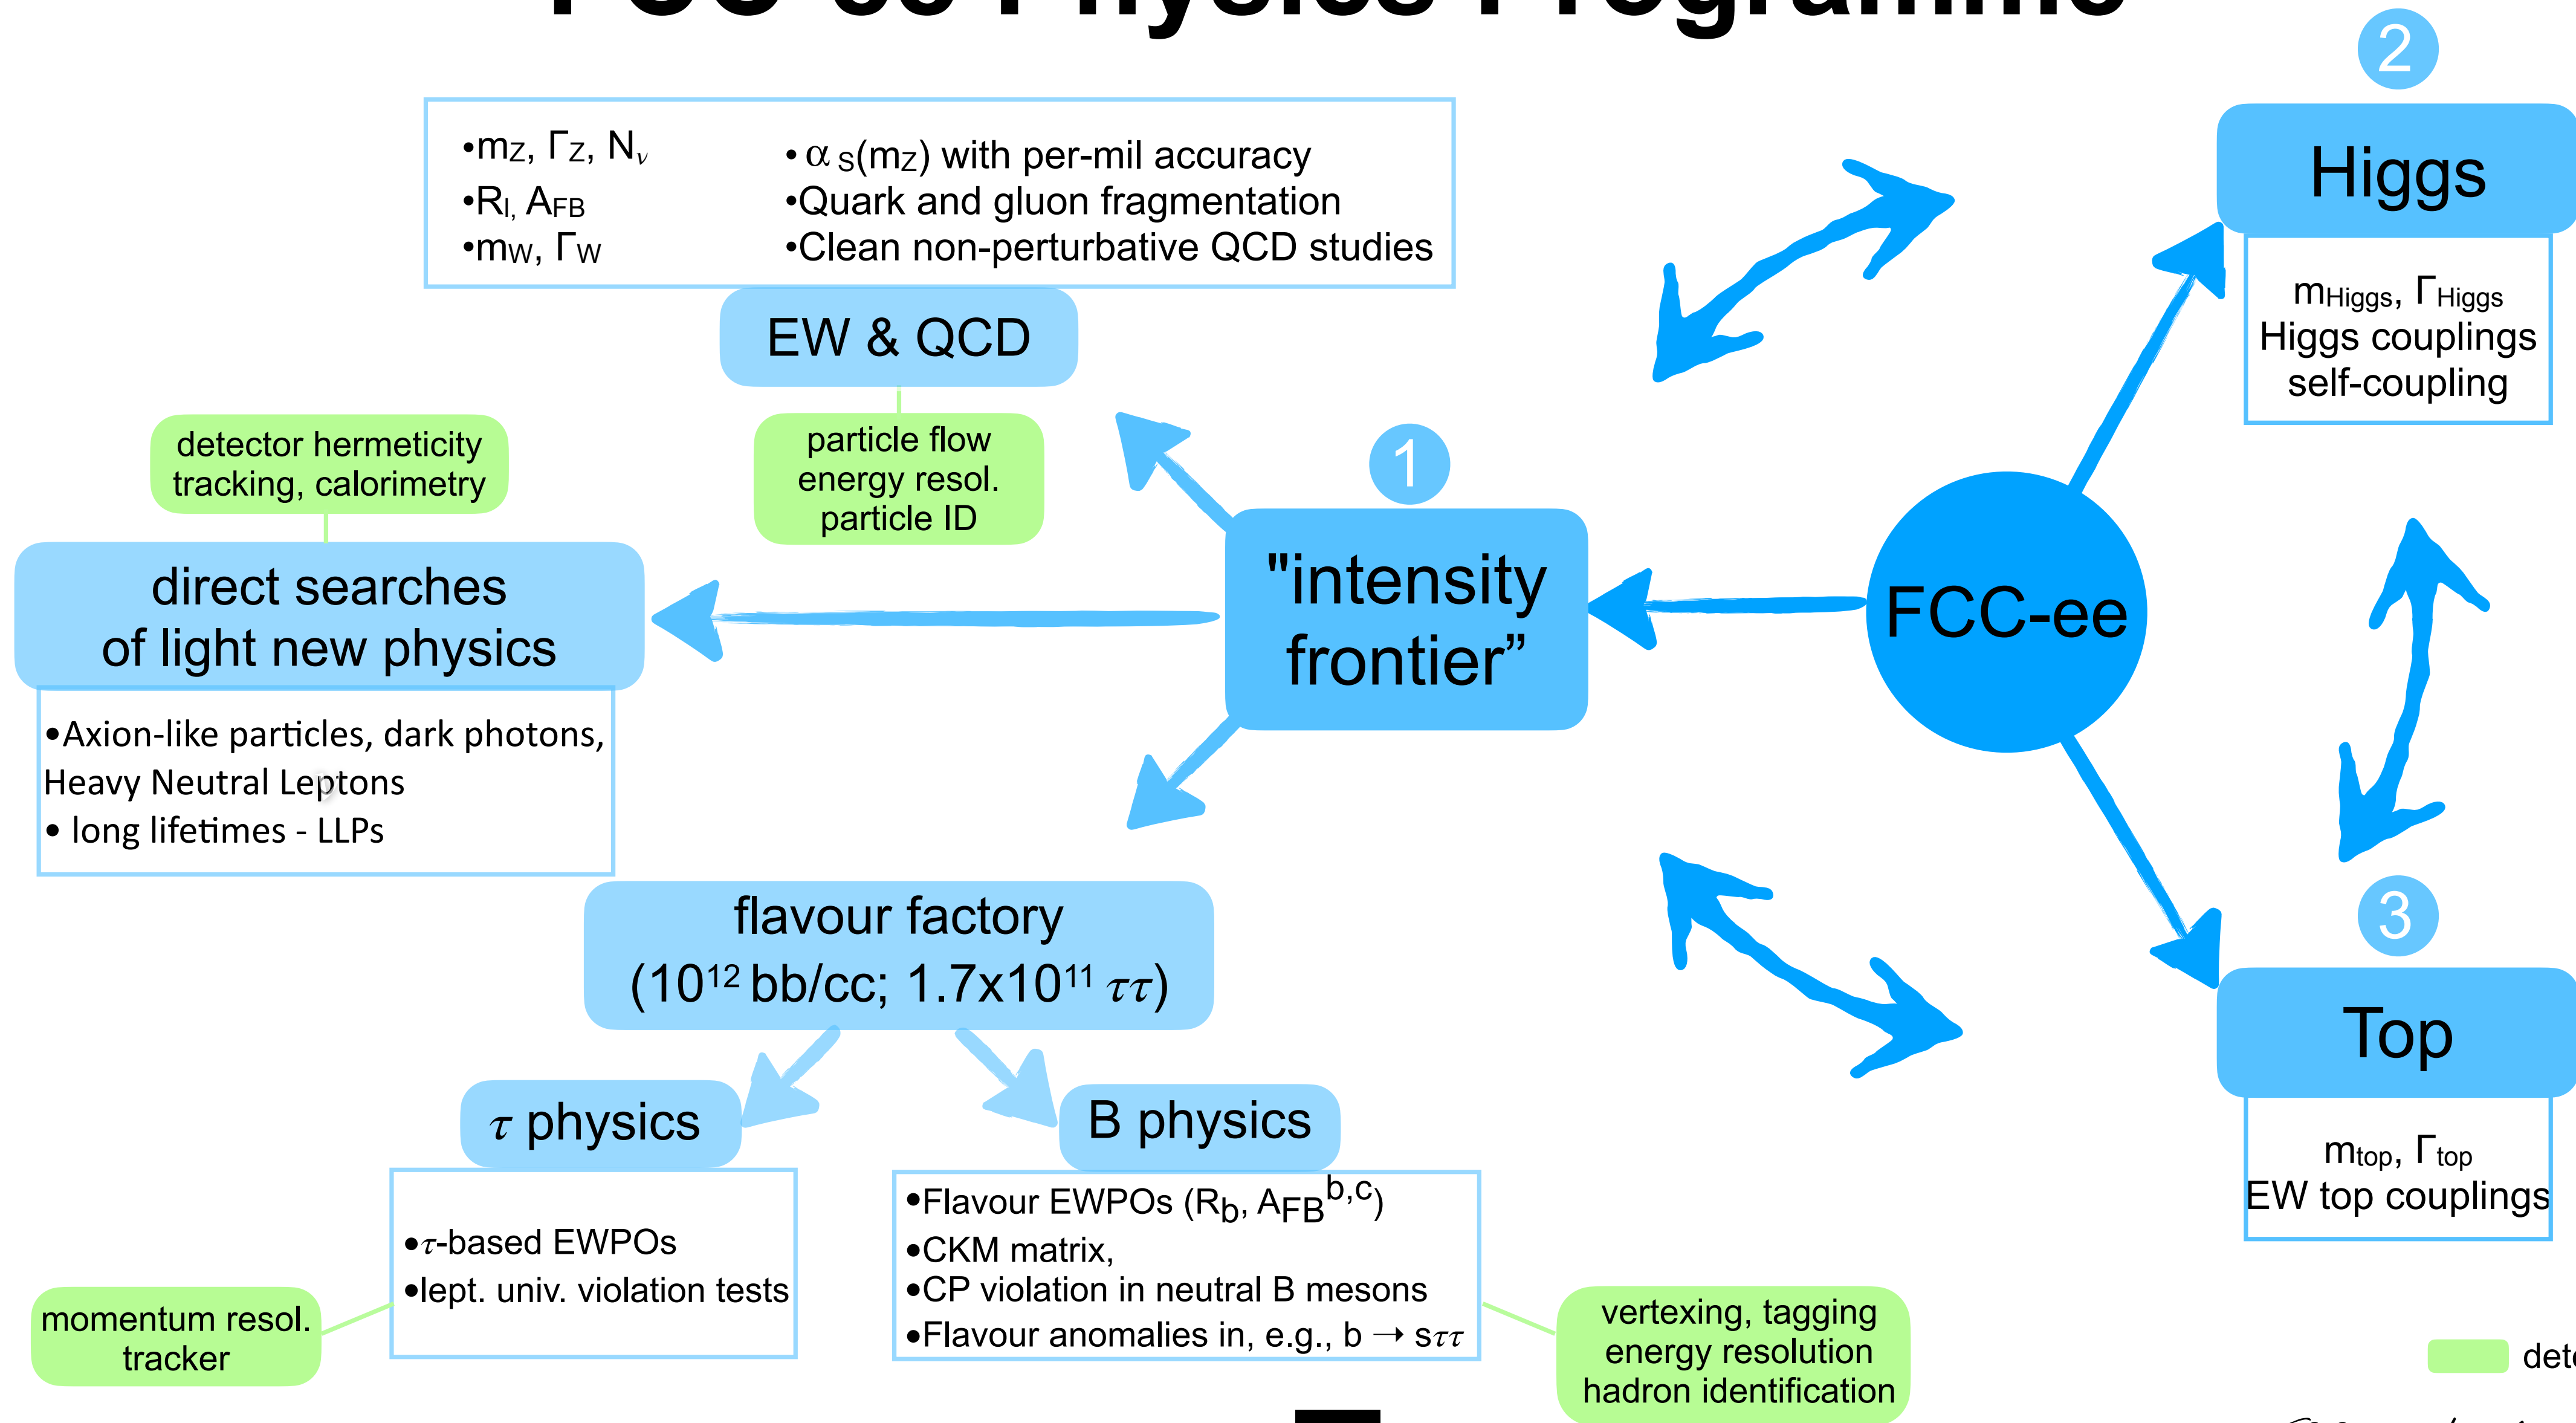 FCC-ee Physics Programme
2
•mZ, ΓZ, Nν
•Rl, AFB
•mW, ΓW
• αS(mZ) with per-mil accuracy
•Quark and gluon fragmentation
•Clean non-perturbative QCD studies
Higgs
mHiggs, ΓHiggs
Higgs couplings
self-coupling
EW & QCD
particle flow
energy resol.
particle ID
detector hermeticity
tracking, calorimetry
1
"intensity
frontier”
FCC-ee
direct searches
of light new physics
•Axion-like particles, dark photons,
Heavy Neutral Leptons
• long lifetimes - LLPs
flavour factory
(10¹² bb/cc; 1.7x10¹¹ ττ)
3
Top
mtop, Γtop
EW top couplings
τ physics
•τ-based EWPOs
•lept. univ. violation tests
momentum resol.
tracker
B physics
•Flavour EWPOs (Rb, AFBb,c)
•CKM matrix,
•CP violation in neutral B mesons
•Flavour anomalies in, e.g., b → sττ
vertexing, tagging
energy resolution
hadron identification